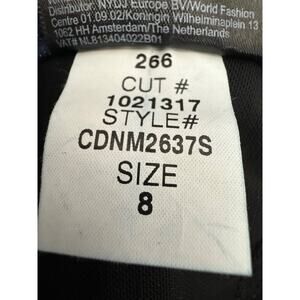 Distributor: NYDJ Europe BV/World Fashion
Centre 01.09.02/Koningin Wilhelminaplein 13
1062 HH Amsterdam/The Netherlands
VAT# NL813404022B01
266
CUT #
1021317
STYLE#
CDNM2637S
SIZE
8